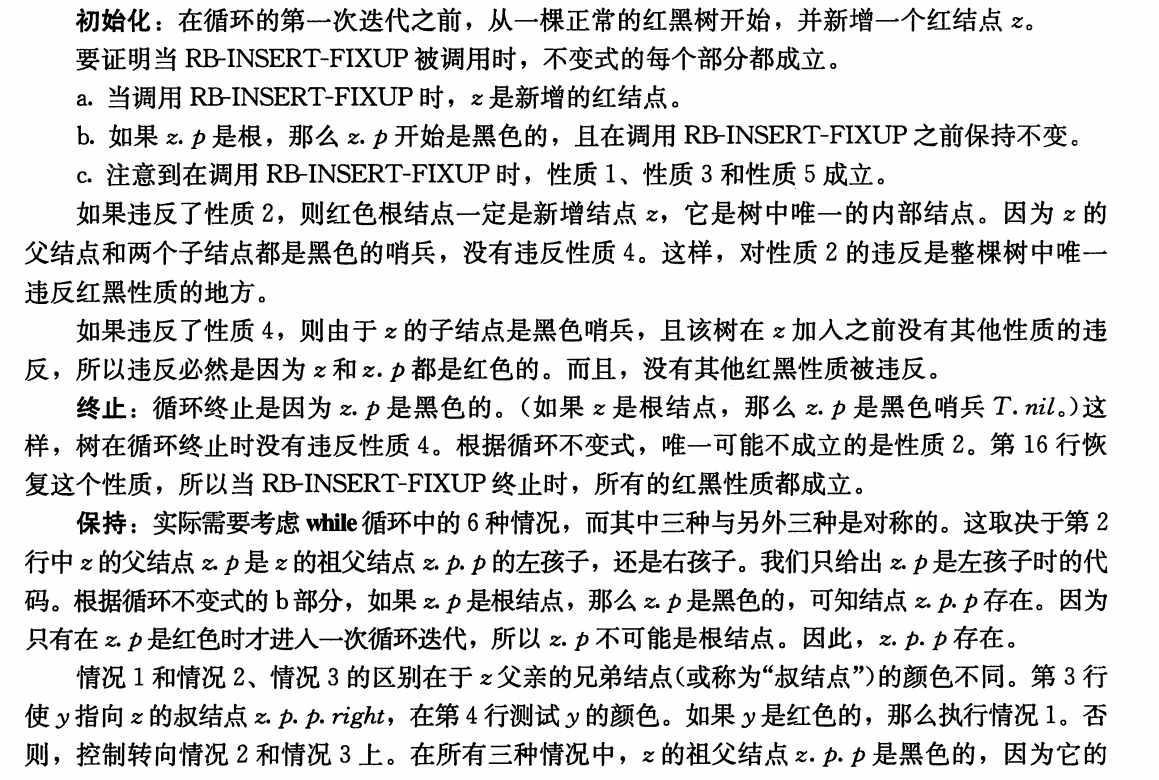 初始化：在循环的第一次迭代之前，从一棵正常的红黑树开始，并新增一个红结点 z。
要证明当 RB-INSERT-FIXUP 被调用时，不变式的每个部分都成立。
a. 当调用 RB-INSERT-FIXUP 时，z 是新增的红结点。
b. 如果 z. p 是根，那么 z. p 开始是黑色的，且在调用 RB-INSERT-FIXUP 之前保持不变。
c. 注意到在调用 RB-INSERT-FIXUP 时，性质 1、性质 3 和性质 5 成立。
如果违反了性质 2，则红色根结点一定是新增结点 z，它是树中唯一的内部结点。因为 z 的
父结点和两个子结点都是黑色的哨兵，没有违反性质 4。这样，对性质 2 的违反是整棵树中唯一
违反红黑性质的地方。
如果违反了性质 4，则由于 z 的子结点是黑色哨兵，且该树在 z 加入之前没有其他性质的违
反，所以违反必然是因为 z 和 z. p 都是红色的。而且，没有其他红黑性质被违反。
终止：循环终止是因为 z. p 是黑色的。（如果 z 是根结点，那么 z. p 是黑色哨兵 T. nil。）这
样，树在循环终止时没有违反性质 4。根据循环不变式，唯一可能不成立的是性质 2。第 16 行恢
复这个性质，所以当 RB-INSERT-FIXUP 终止时，所有的红黑性质都成立。
保持：实际需要考虑 while 循环中的 6 种情况，而其中三种与另外三种是对称的。这取决于第 2
行中 z 的父结点 z. p 是 z 的祖父结点 z. p. p 的左孩子，还是右孩子。我们只给出 z. p 是左孩子时的代
码。根据循环不变式的 b 部分，如果 z. p 是根结点，那么 z. p 是黑色的，可知结点 z. p. p 存在。因为
只有在 z. p 是红色时才进入一次循环迭代，所以 z. p 不可能是根结点。因此，z. p. p 存在。
情况 1 和情况 2、情况 3 的区别在于 z 父亲的兄弟结点(或称为“叔结点”)的颜色不同。第 3 行
使 y 指向 z 的叔结点 z. p. p. right，在第 4 行测试 y 的颜色。如果 y 是红色的，那么执行情况 1。否
则，控制转向情况 2 和情况 3 上。在所有三种情况中，z 的祖父结点 z. p. p 是黑色的，因为它的